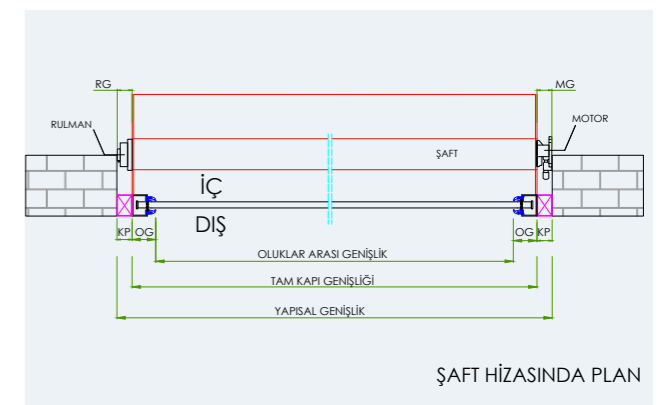 RG
MG
RULMAN
MOTOR
ŞAFT
İÇ
DIŞ
KP
OG
OG
KP
OLUKLAR ARASI GENİŞLİK
TAM KAPI GENİŞLİĞİ
YAPISAL GENİŞLİK
ŞAFT HİZASINDA PLAN